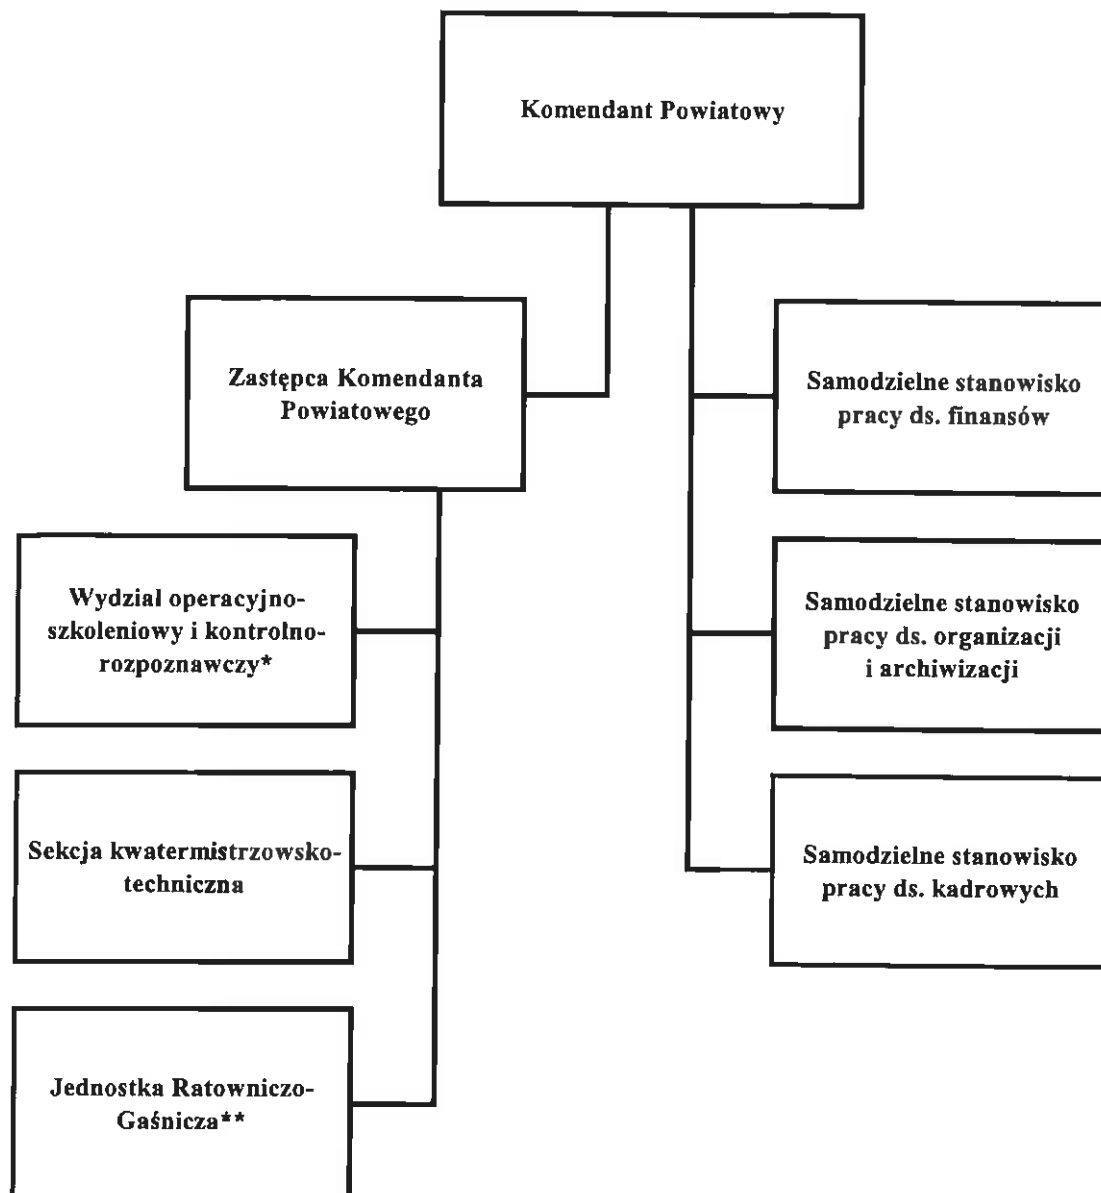 Komendant Powiatowy
Zastępca Komendanta
Powiatowego
Samodzielne stanowisko
pracy ds. finansów
Wydział operacyjno-
szkoleniowy i kontrolno-
rozpoznawczy*
Samodzielne stanowisko
pracy ds. organizacji
i archiwizacji
Sekcja kwatermistrzowsko-
techniczna
Samodzielne stanowisko
pracy ds. kadrowych
Jednostka Ratowniczo-
Gaśnicza**